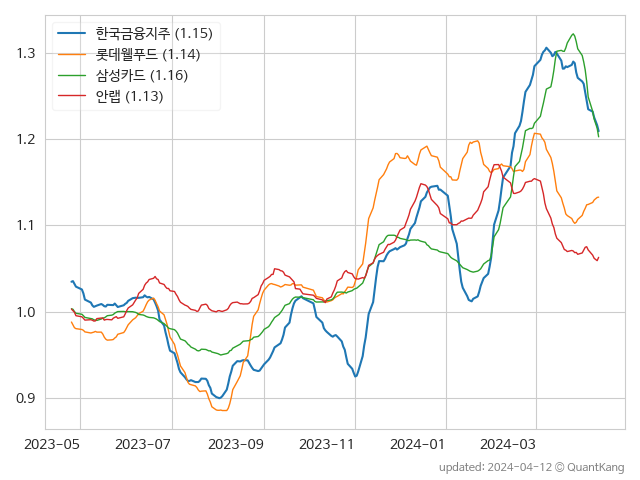 한국금융지주 (1.15)
롯데웰푸드 (1.14)
삼성카드 (1.16)
안랩 (1.13)
1.3
1.2
1.1
1.0
0.9
2023-05 2023-07 2023-09 2023-11 2024-01 2024-03
updated: 2024-04-12 © QuantKang